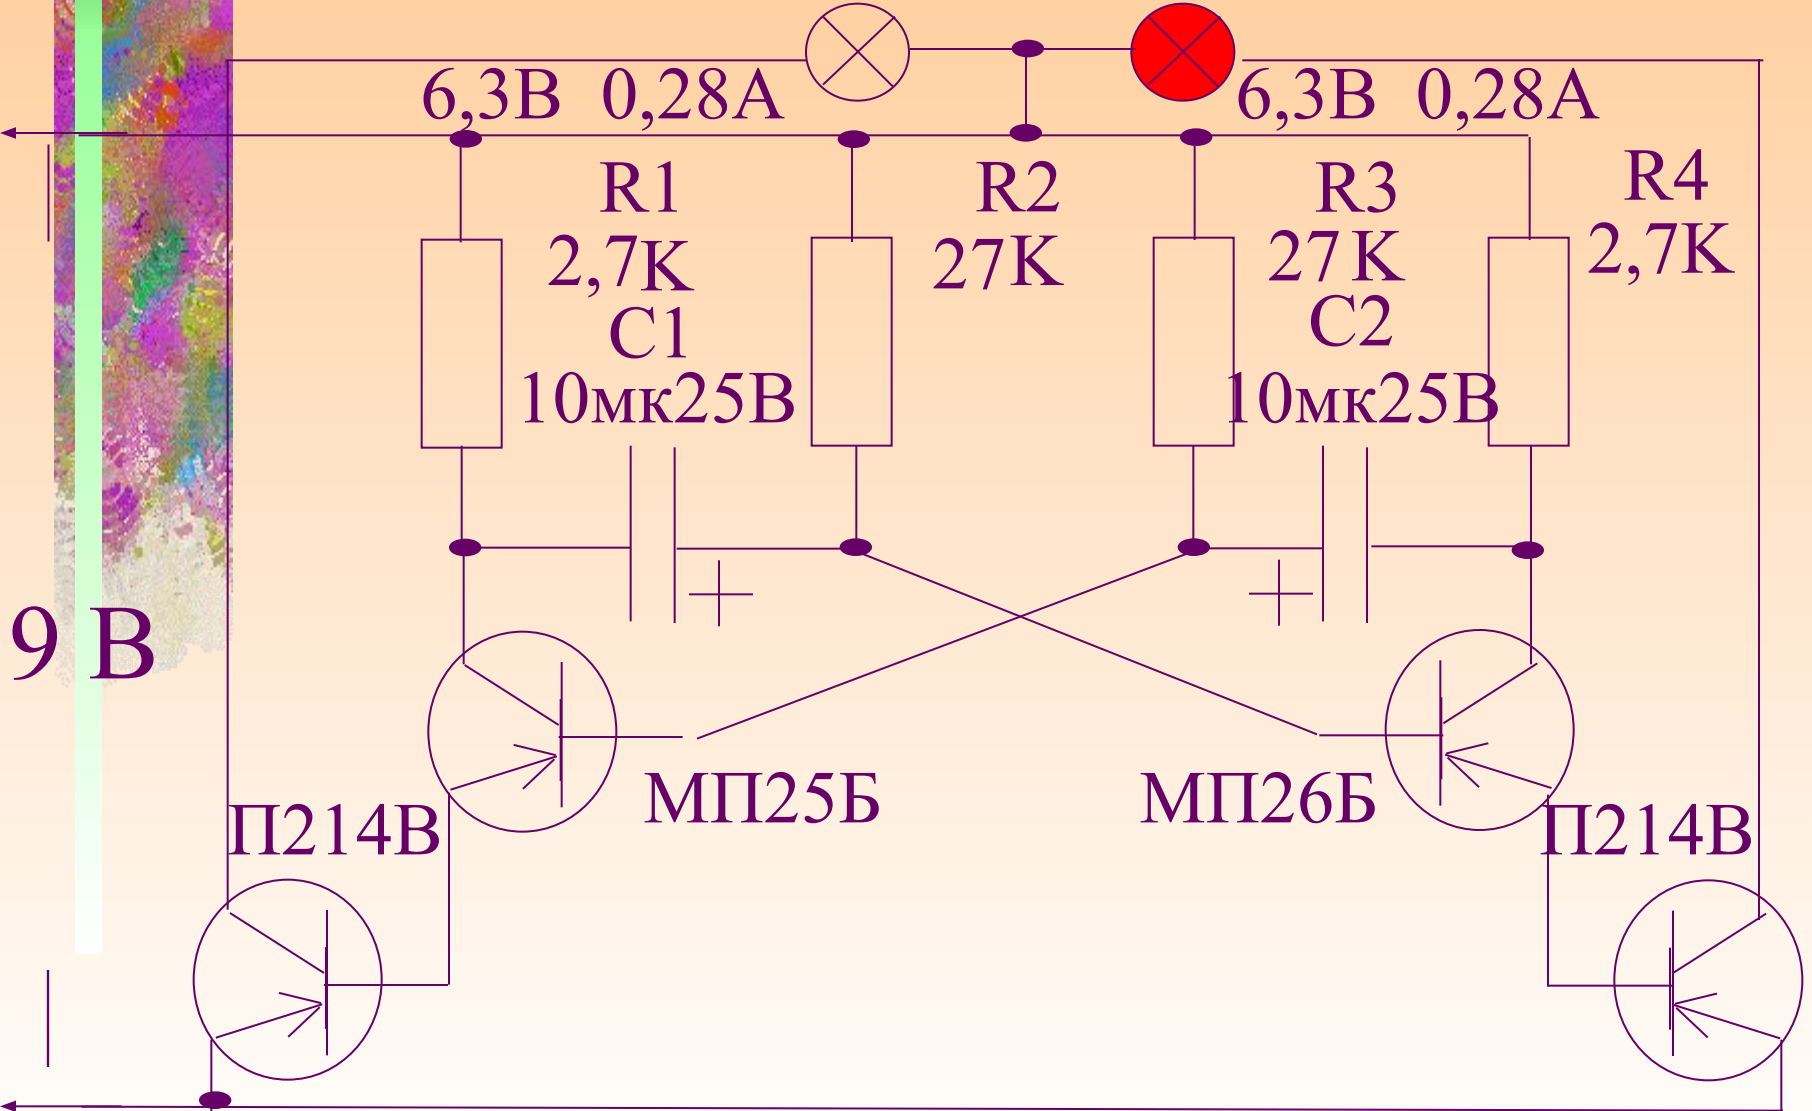 6,3В 0,28А
6,3В 0,28А
R1
2,7К
R2
27К
R3
27К
R4
2,7К
С1
10мк25В
С2
10мк25В
+
+
9 В
МП25Б
МП26Б
П214В
П214В